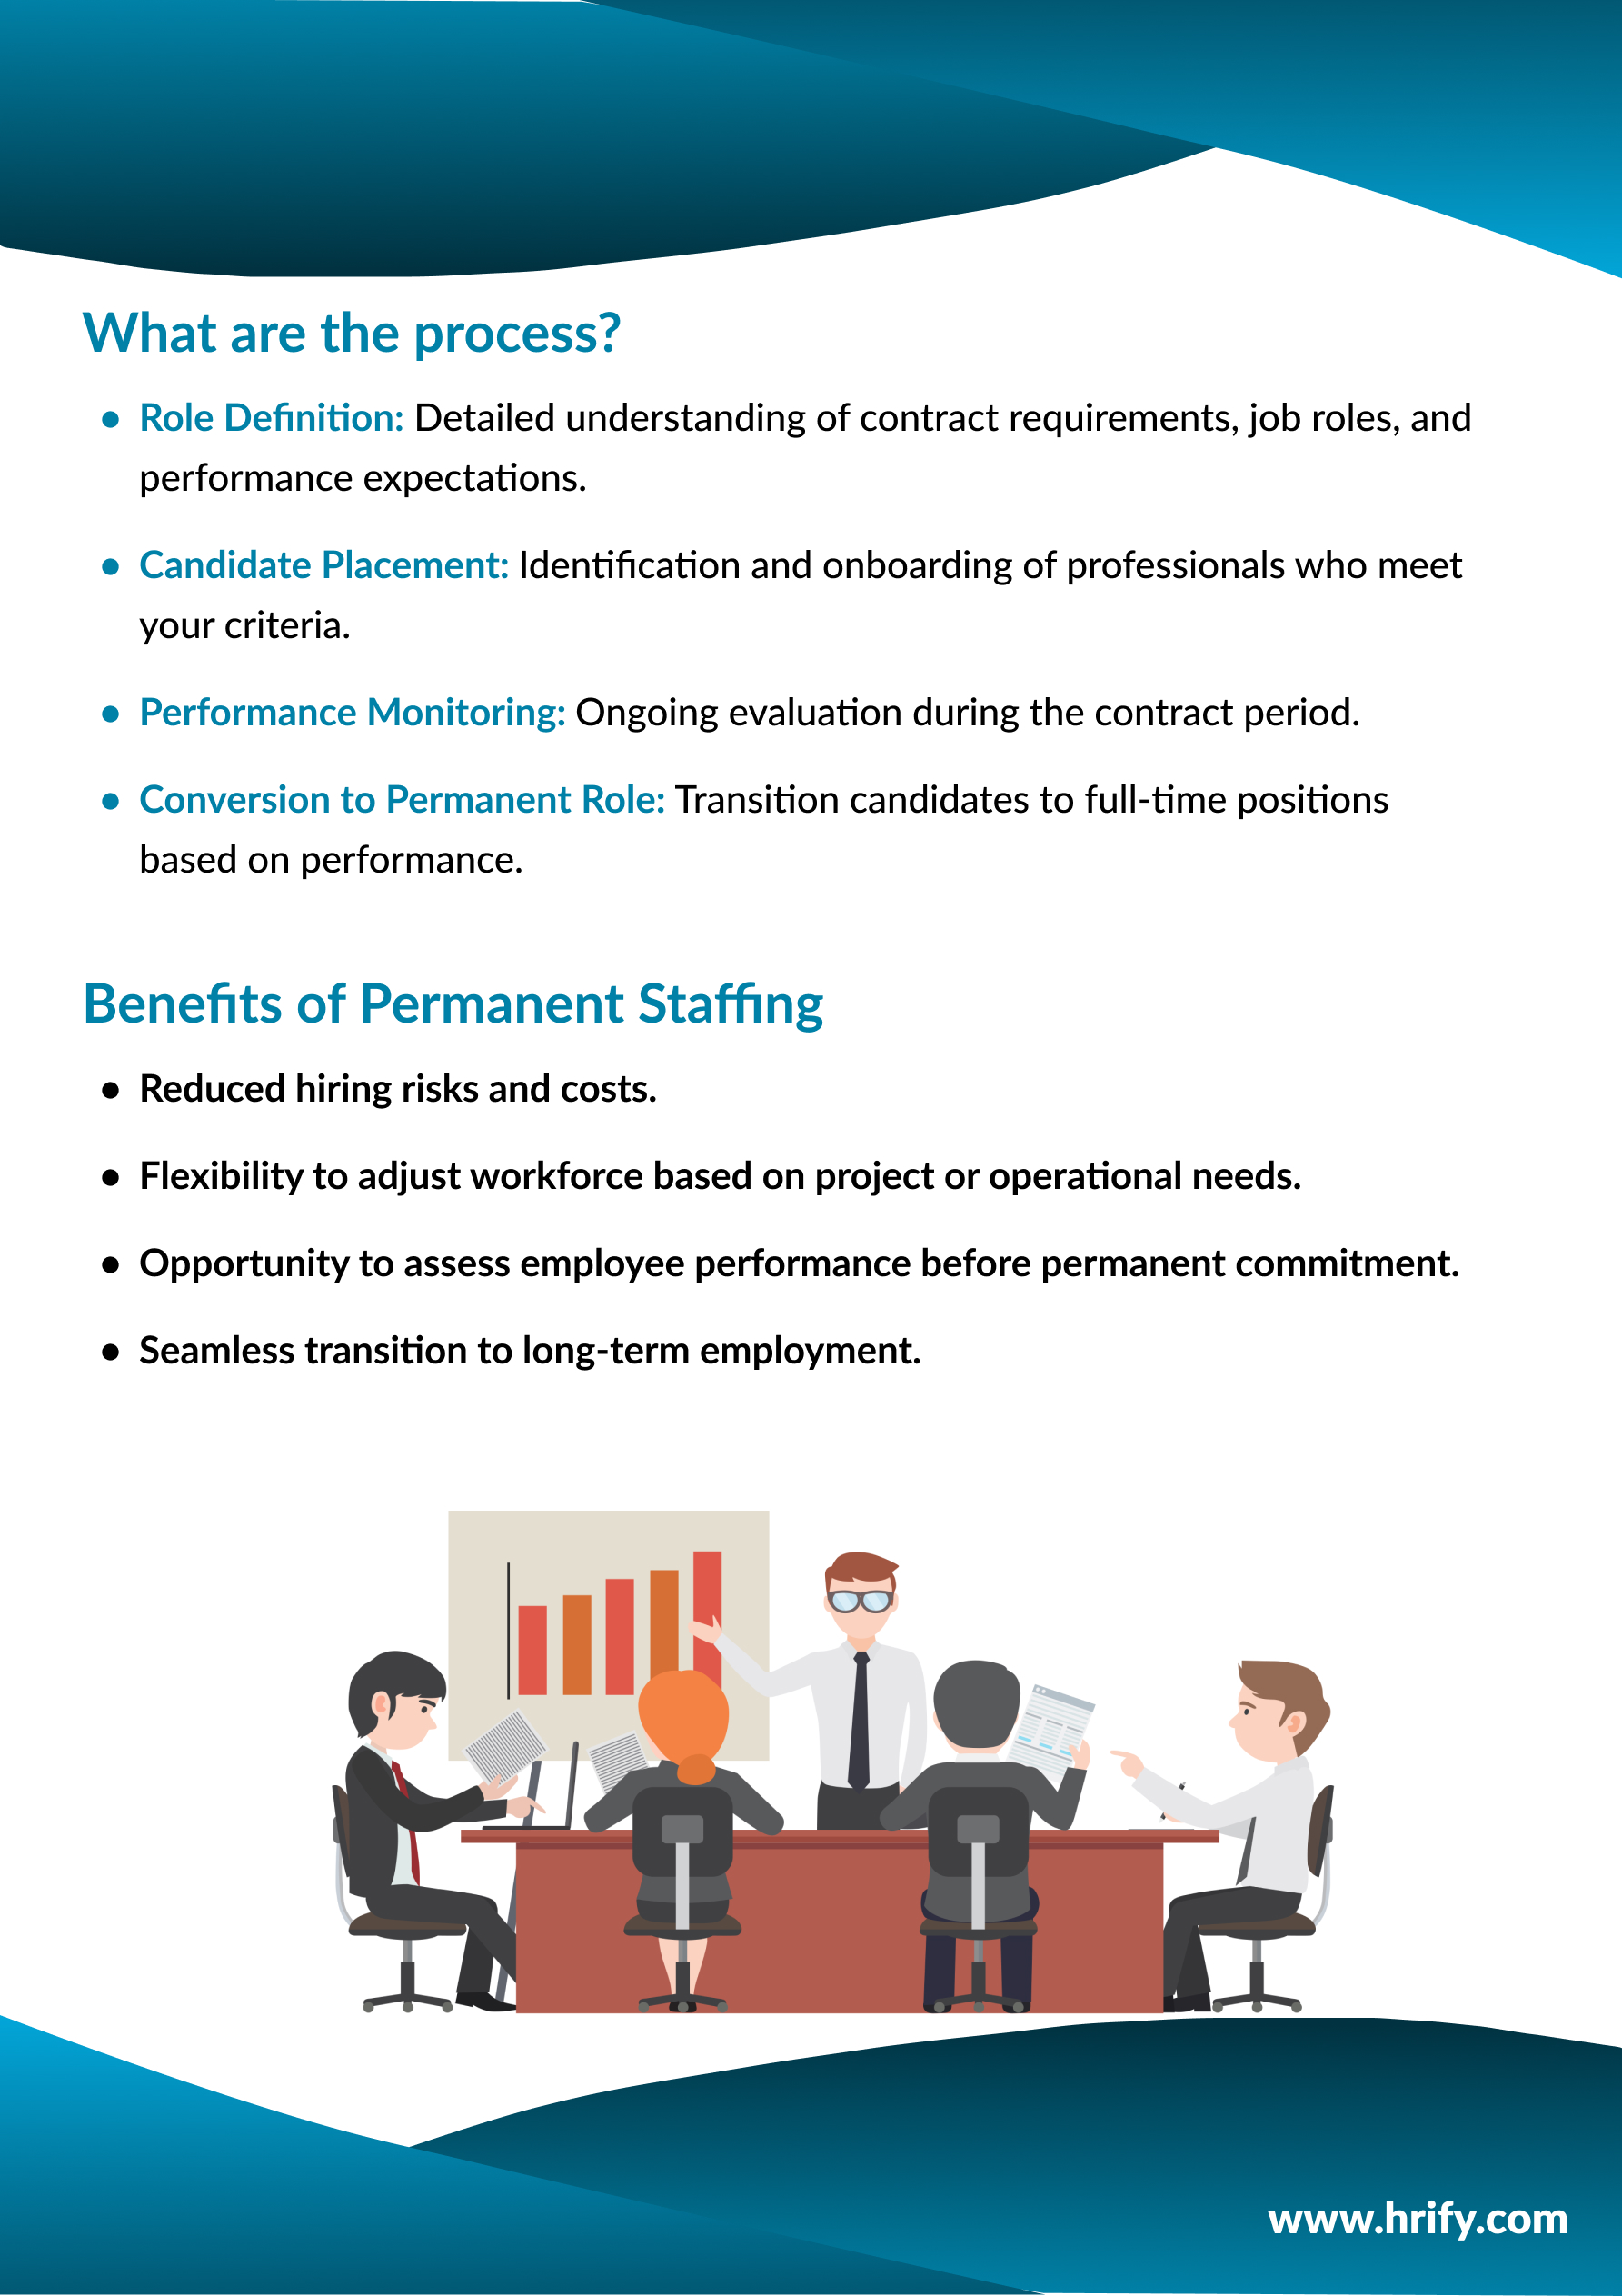 What are the process?
● Role Definition: Detailed understanding of contract requirements, job roles, and
performance expectations.
● Candidate Placement: Identification and onboarding of professionals who meet
your criteria.
● Performance Monitoring: Ongoing evaluation during the contract period.
● Conversion to Permanent Role: Transition candidates to full-time positions
based on performance.
Benefits of Permanent Staffing
● Reduced hiring risks and costs.
● Flexibility to adjust workforce based on project or operational needs.
● Opportunity to assess employee performance before permanent commitment.
● Seamless transition to long-term employment.
www.hrify.com